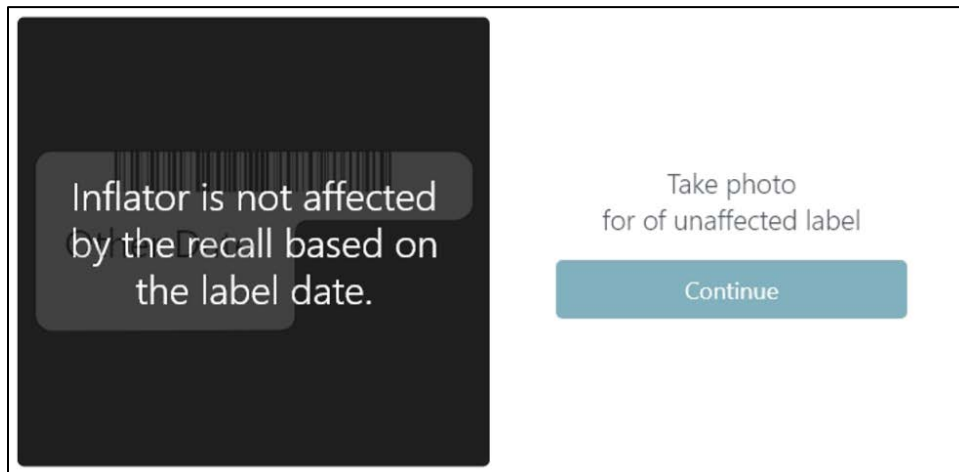 Inflator is not affected
by the recall based on
the label date.
Take photo
for of unaffected label
Continue